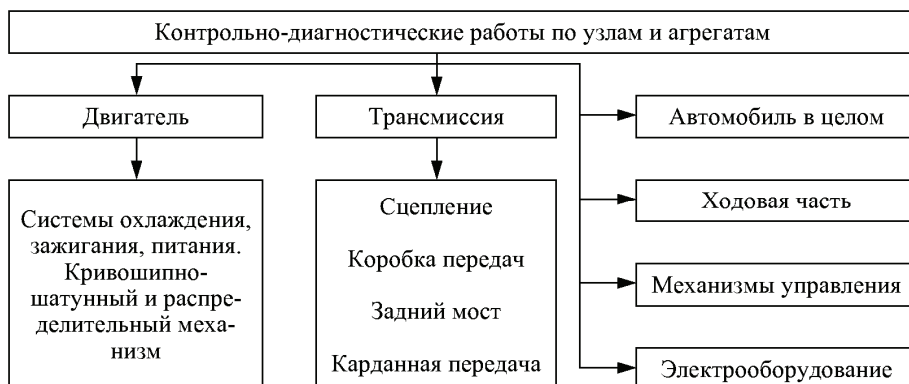 Контрольно-диагностические работы по узлам и агрегатам
Двигатель
Системы охлаждения,
зажигания, питания.
Кривошипно-
шатунный и распре-
делительный меха-
низм
Трансмиссия
Сцепление
Коробка передач
Задний мост
Карданная передача
Автомобиль в целом
Ходовая часть
Механизмы управления
Электрооборудование